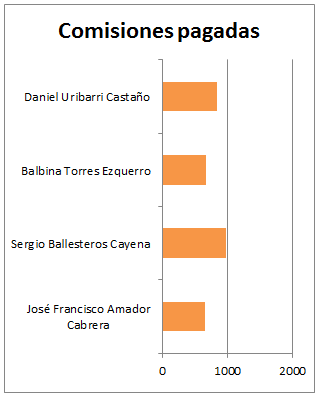 Comisiones pagadas
Daniel Uribarri Castaño
Balbina Torres Ezquerro
Sergio Ballesteros Cayena
José Francisco Amador
Cabrera
0 1000 2000